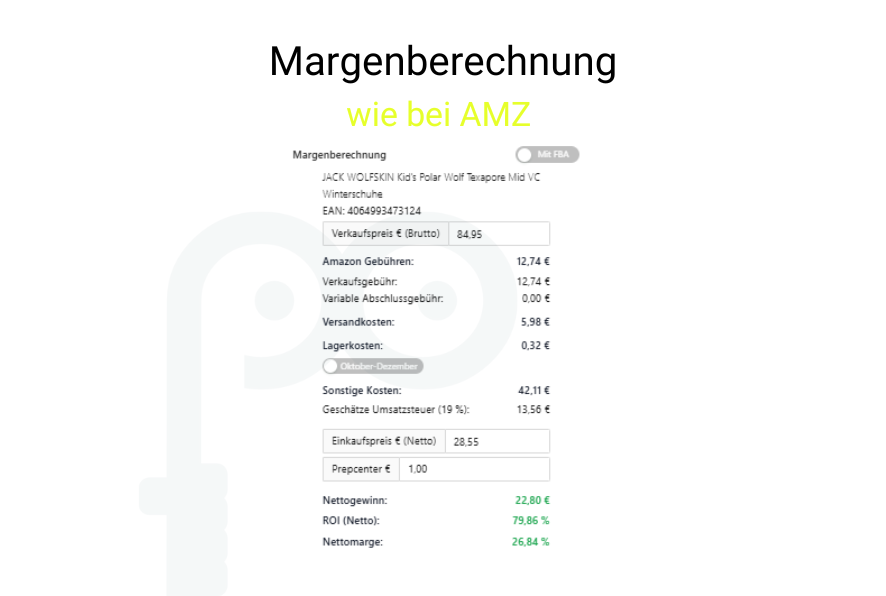 Margenberechnung
wie bei AMZ
Margenberechnung Mit FBA
JACK WOLFSKIN Kid's Polar Wolf Texapore Mid VC
Winterschuhe
EAN: 4064993473124
Verkaufspreis € (Brutto) 84,95
Amazon Gebühren: 12,74 €
Verkaufsgebühr: 12,74 €
Variable Abschlussgebühr: 0,00 €
Versandkosten: 5,98 €
Lagerkosten: 0,32 €
Oktober-Dezember
Sonstige Kosten: 42,11 €
Geschätze Umsatzsteuer (19 %): 13,56 €
Einkaufspreis € (Netto) 28,55
Prepcenter € 1,00
Nettogewinn: 22,80 €
ROI (Netto): 79,86 %
Nettomarge: 26,84 %